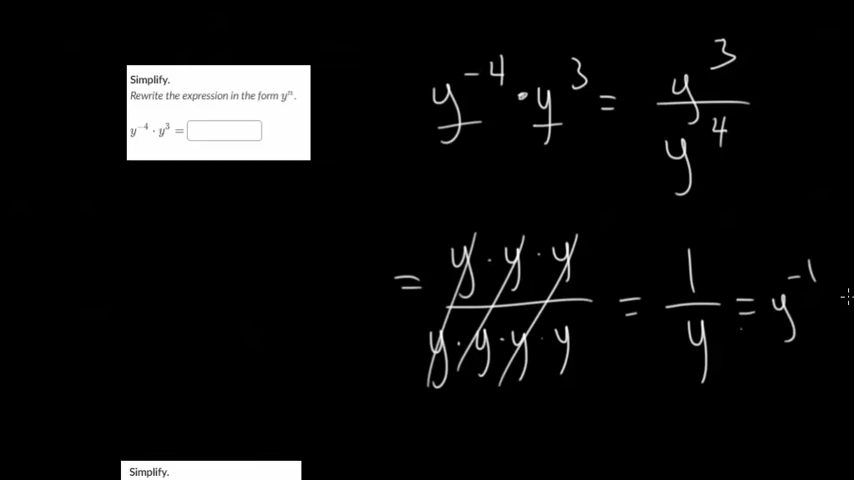 Simplify.
Rewrite the expression in the form yⁿ.
y⁻⁴ · y³ =
y⁻⁴ · y³ = y³ / y⁴
= y · y · y / y · y · y · y = 1 / y = y⁻¹
Simplify.